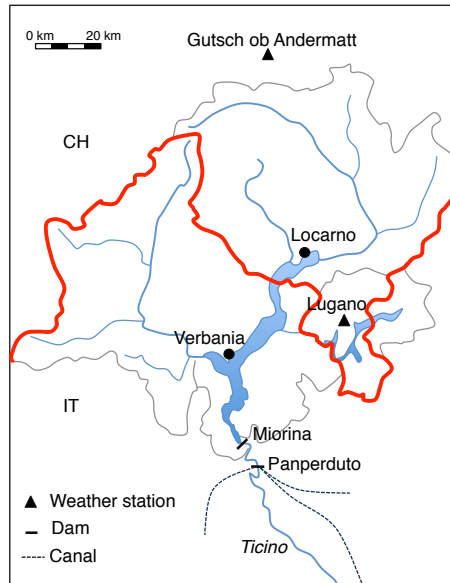 0 km 20 km
Gutsch ob Andermatt
CH
Locarno
Lugano
Verbania
IT
Miorina
Panperduto
Weather station
Dam
Canal
Ticino